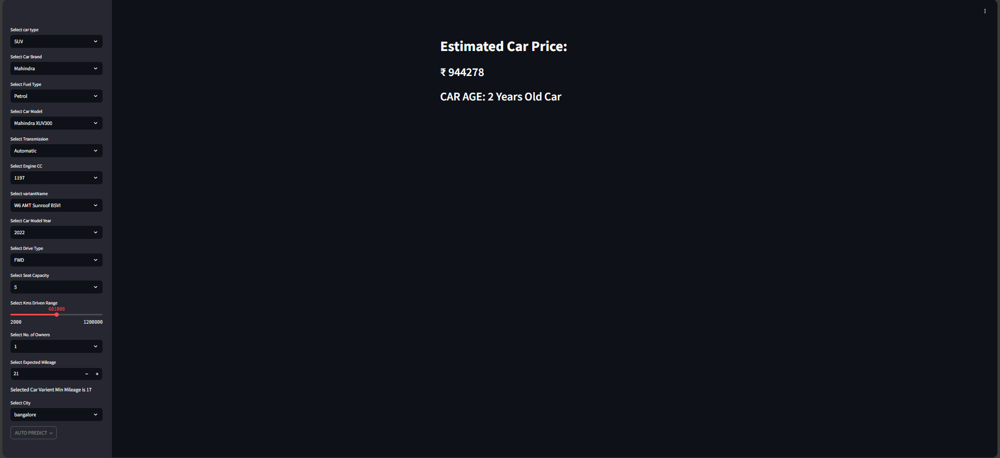 Select car type
SUV
Select Car Brand
Mahindra
Select Fuel Type
Petrol
Select Car Model
Mahindra XUV300
Select Transmission
Automatic
Select Engine CC
1197
Select variantName
W6 AMT Sunroof BSVI
Select Car Model Year
2022
Select Drive Type
FWD
Select Seat Capacity
5
Select Kms Driven Range
601000
2000 1200000
Select No. of Owners
1
Select Expected Mileage
21
Selected Car Varient Min Mileage is 17
Select City
bangalore
AUTO PREDICT
Estimated Car Price:
₹ 944278
CAR AGE: 2 Years Old Car